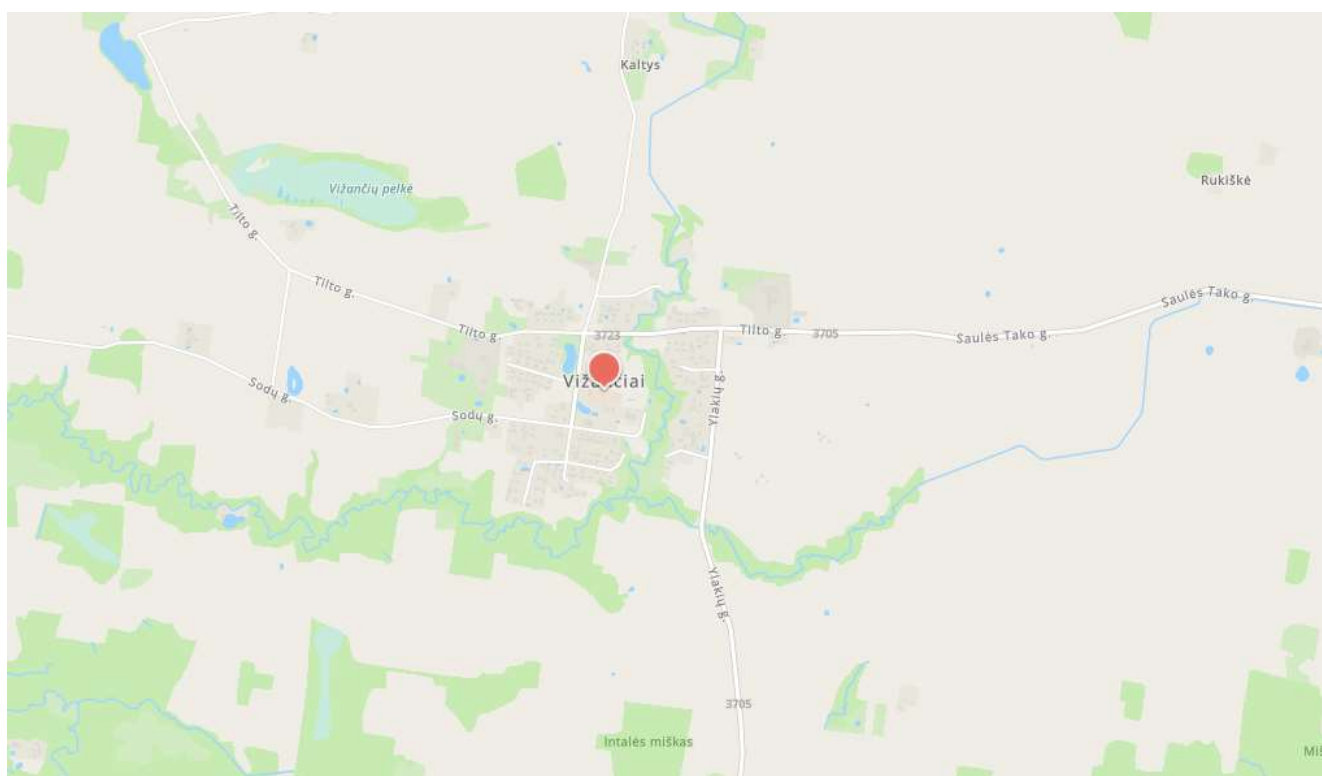 Kaltys
Rukiškė
Vižančių pelkė
Tilto g.
Tilto g.
Saulės Tako g.
Tilto g.
3723
Tilto g.
3705
Saulės Tako g.
Vižančiai
Sodų g.
Ylakių g.
Sodų g.
Ylakių g.
3705
Intalės miškas